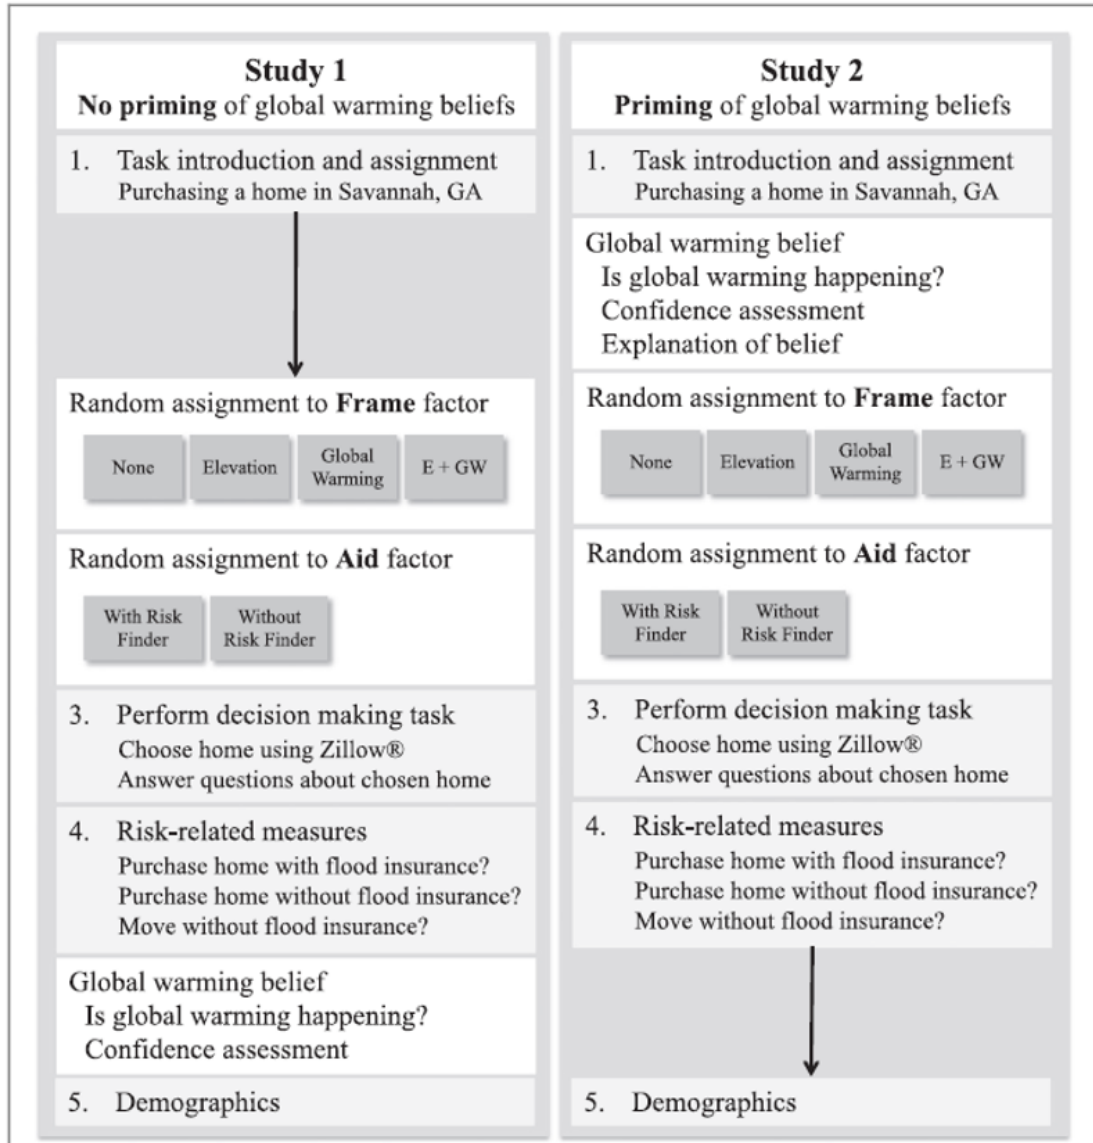 Study 1
No priming of global warming beliefs
1. Task introduction and assignment
Purchasing a home in Savannah, GA
Random assignment to Frame factor
None
Elevation
Global
Warming
E + GW
Random assignment to Aid factor
With Risk
Finder
Without
Risk Finder
3. Perform decision making task
Choose home using Zillow®
Answer questions about chosen home
4. Risk-related measures
Purchase home with flood insurance?
Purchase home without flood insurance?
Move without flood insurance?
Global warming belief
Is global warming happening?
Confidence assessment
5. Demographics
Study 2
Priming of global warming beliefs
1. Task introduction and assignment
Purchasing a home in Savannah, GA
Global warming belief
Is global warming happening?
Confidence assessment
Explanation of belief
Random assignment to Frame factor
None
Elevation
Global
Warming
E + GW
Random assignment to Aid factor
With Risk
Finder
Without
Risk Finder
3. Perform decision making task
Choose home using Zillow®
Answer questions about chosen home
4. Risk-related measures
Purchase home with flood insurance?
Purchase home without flood insurance?
Move without flood insurance?
5. Demographics